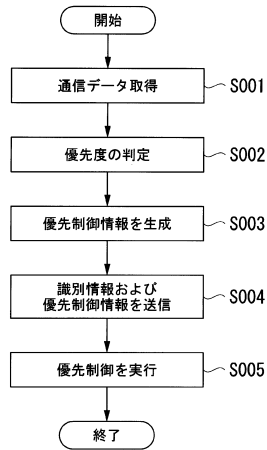 開始
通信データ取得
S001
優先度の判定
S002
優先制御情報を生成
S003
識別情報および
優先制御情報を送信
S004
優先制御を実行
S005
終了